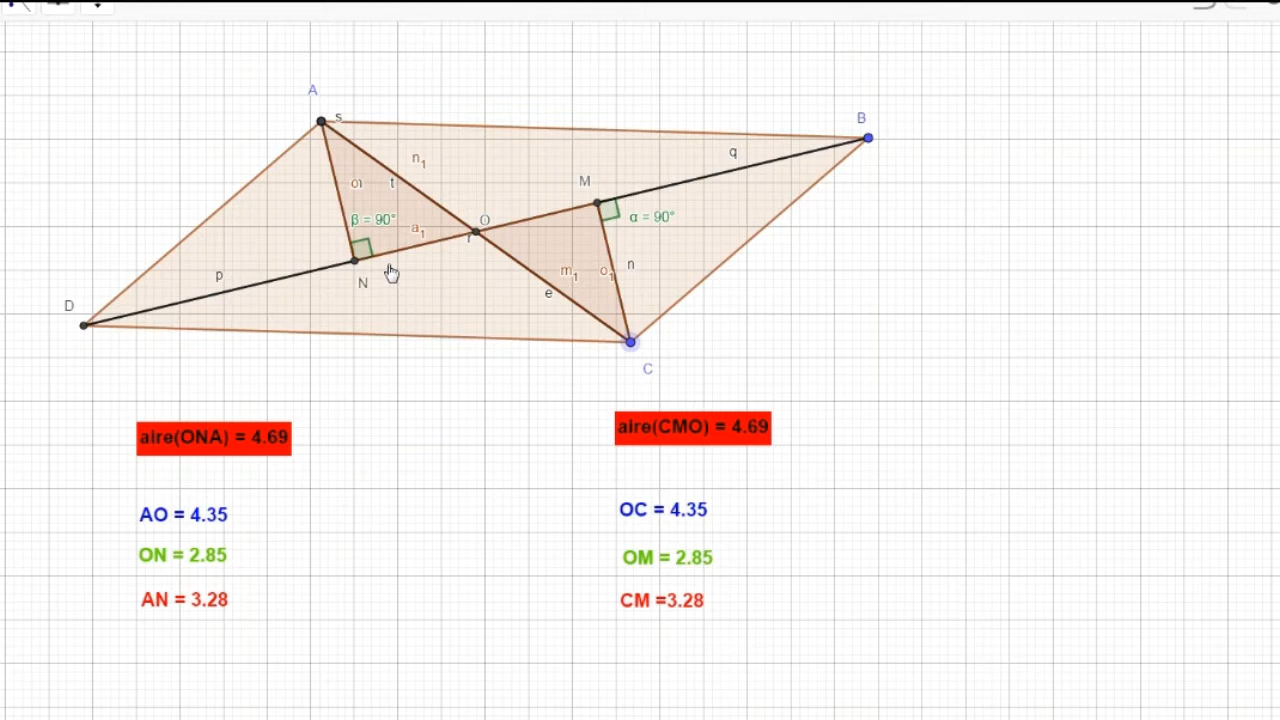 A
B
s
n1
q
M
ω t
O
β = 90°
α = 90°
a1
r
p
N
m1
o1
n
e
D
C
aire(ONA) = 4.69
aire(CMO) = 4.69
AO = 4.35
OC = 4.35
ON = 2.85
OM = 2.85
AN = 3.28
CM =3.28